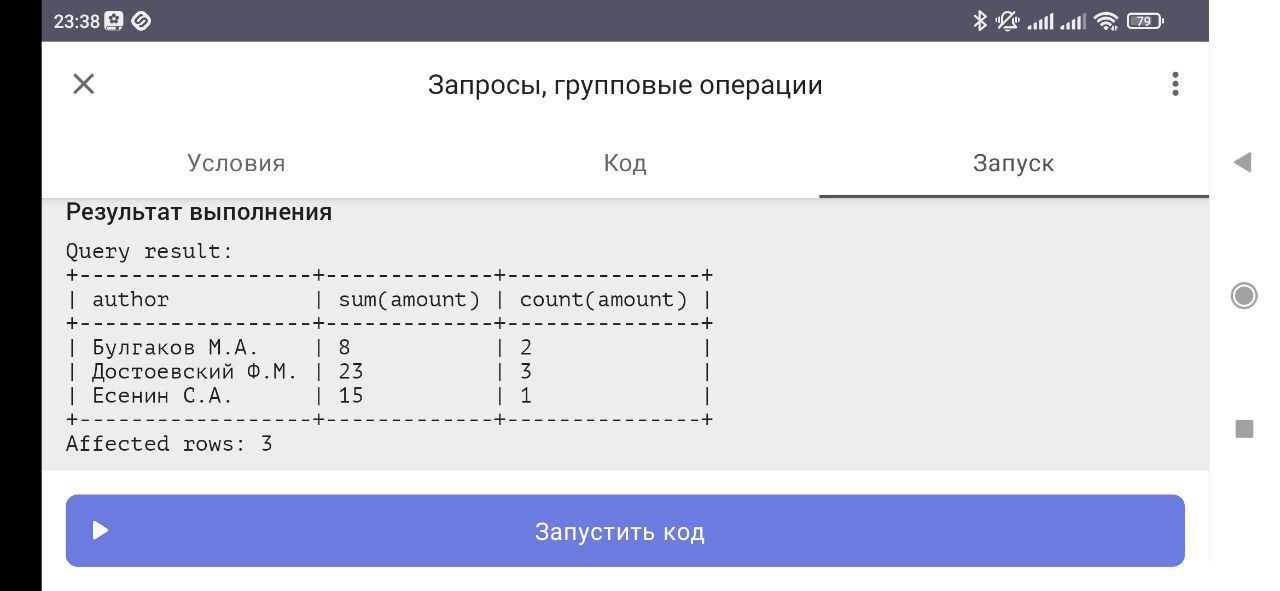 23:38
79
Запросы, групповые операции
Условия Код Запуск
Результат выполнения
Query result:
+------------------+-------------+---------------+
| author           | sum(amount) | count(amount) |
+------------------+-------------+---------------+
| Булгаков М.А.    | 8           | 2             |
| Достоевский Ф.М. | 23          | 3             |
| Есенин С.А.      | 15          | 1             |
+------------------+-------------+---------------+
Affected rows: 3
Запустить код